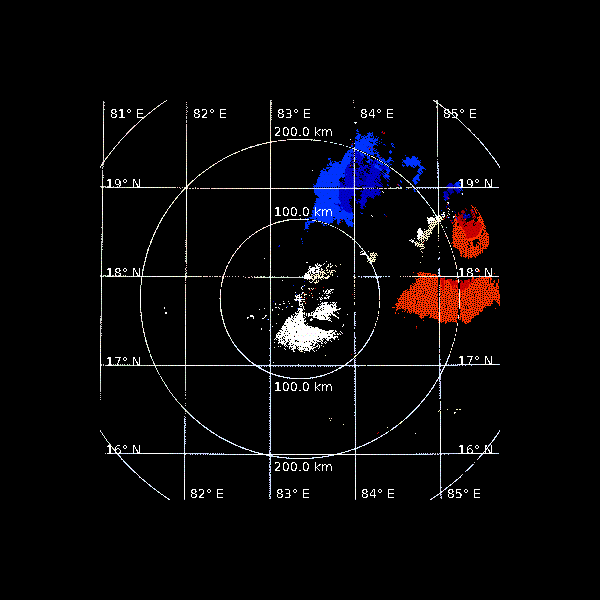 81° E 82° E 83° E 84° E 85° E
200.0 km
19° N 19° N
100.0 km
18° N 18° N
17° N 17° N
100.0 km
16° N 16° N
200.0 km
82° E 83° E 84° E 85° E